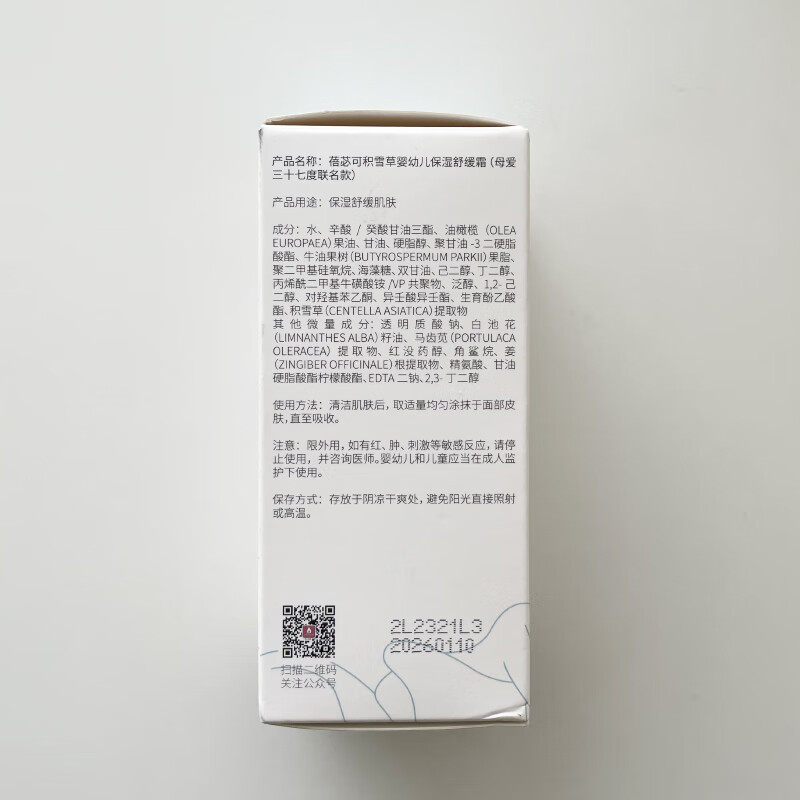 产品名称：蓓苾可积雪草婴幼儿保湿舒缓霜（母爱
三十七度联名款）
产品用途：保湿舒缓肌肤
成分：水、辛酸 / 癸酸甘油三酯、油橄榄（OLEA
EUROPAEA）果油、甘油、硬脂醇、聚甘油 -3 二硬脂
酸酯、牛油果树（BUTYROSPERMUM PARKII）果脂、
聚二甲基硅氧烷、海藻糖、双甘油、己二醇、丁二醇、
丙烯酰二甲基牛磺酸铵 /VP 共聚物、泛醇、1,2- 己
二醇、对羟基苯乙酮、异壬酸异壬酯、生育酚乙酸
酯、积雪草（CENTELLA ASIATICA）提取物
其他微量成分：透明质酸钠、白池花
（LIMNANTHES ALBA）籽油、马齿苋（PORTULACA
OLERACEA）提取物、红没药醇、角鲨烷、姜
（ZINGIBER OFFICINALE）根提取物、精氨酸、甘油
硬脂酸酯柠檬酸酯、EDTA 二钠、2,3- 丁二醇
使用方法：清洁肌肤后，取适量均匀涂抹于面部皮
肤，直至吸收。
注意：限外用，如有红、肿、刺激等敏感反应，请停
止使用，并咨询医师。婴幼儿和儿童应当在成人监
护下使用。
保存方式：存放于阴凉干爽处，避免阳光直接照射
或高温。
2L2321L3
20260110
扫描二维码
关注公众号